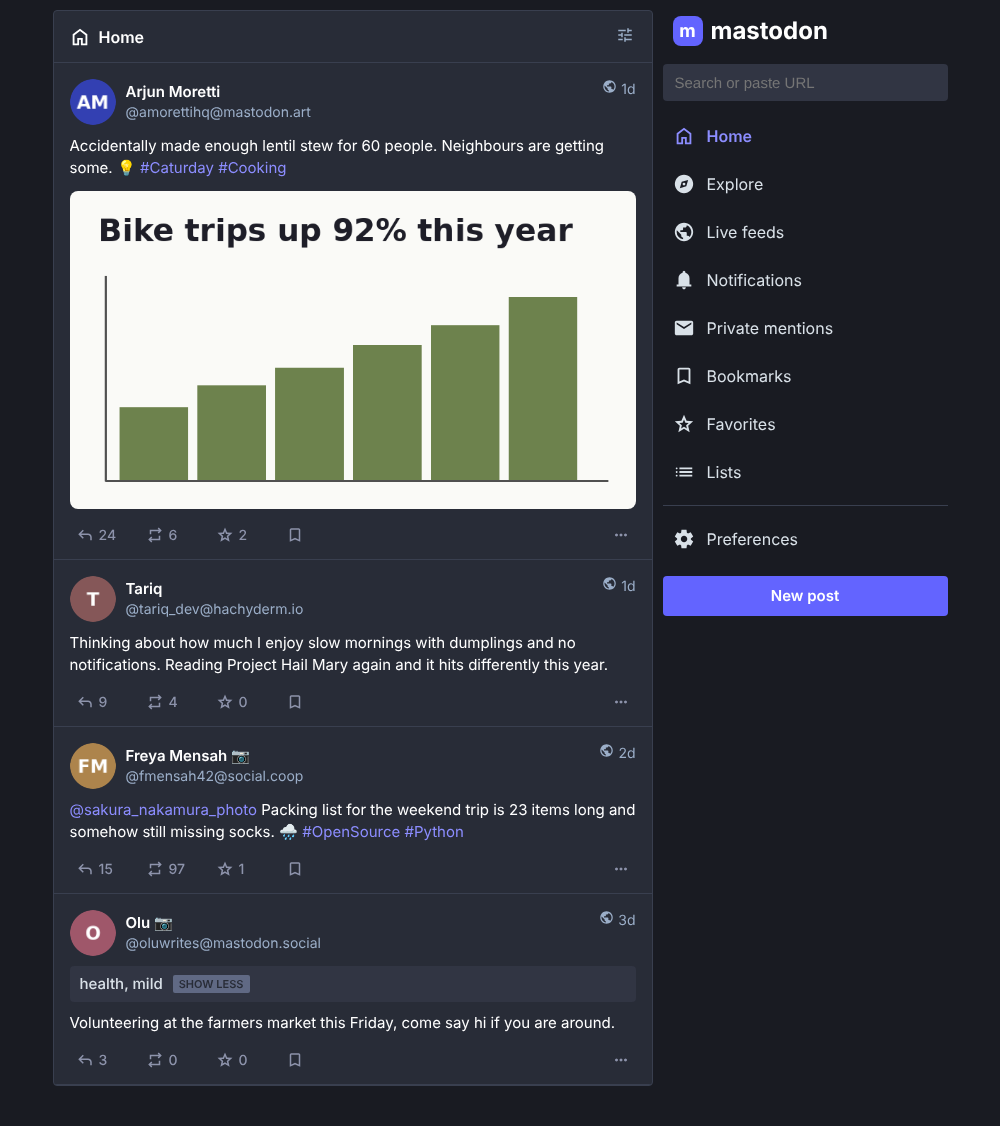 Home
AM
Arjun Moretti
1d
@amorettihq@mastodon.art
Accidentally made enough lentil stew for 60 people. Neighbours are getting
some. 💡 #Caturday #Cooking
Bike trips up 92% this year
24 6 2
T
Tariq
1d
@tariq_dev@hachyderm.io
Thinking about how much I enjoy slow mornings with dumplings and no
notifications. Reading Project Hail Mary again and it hits differently this year.
9 4 0
FM
Freya Mensah 📷
2d
@fmensah42@social.coop
@sakura_nakamura_photo Packing list for the weekend trip is 23 items long and
somehow still missing socks. 🌧️ #OpenSource #Python
15 97 1
O
Olu 📷
3d
@oluwrites@mastodon.social
health, mild SHOW LESS
Volunteering at the farmers market this Friday, come say hi if you are around.
3 0 0
m mastodon
Search or paste URL
Home
Explore
Live feeds
Notifications
Private mentions
Bookmarks
Favorites
Lists
Preferences
New post